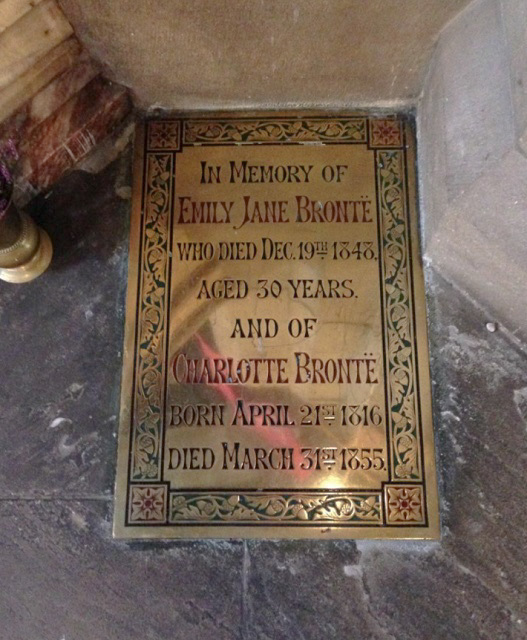 IN MEMORY OF
EMILY JANE BRONTË
WHO DIED DEC. 19TH 1848.
AGED 30 YEARS.
AND OF
CHARLOTTE BRONTË
BORN APRIL 21ST 1816
DIED MARCH 31ST 1855.